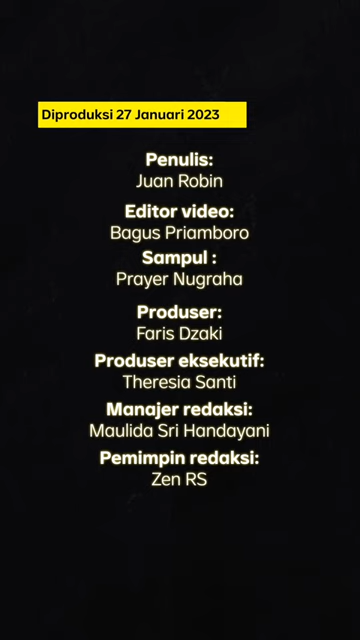 Diproduksi 27 Januari 2023
Penulis:
Juan Robin
Editor video:
Bagus Priamboro
Sampul :
Prayer Nugraha
Produser:
Faris Dzaki
Produser eksekutif:
Theresia Santi
Manajer redaksi:
Maulida Sri Handayani
Pemimpin redaksi:
Zen RS